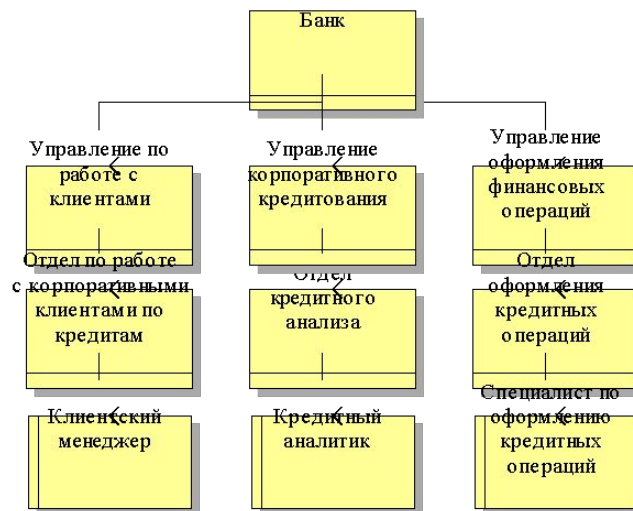 Банк
Управление по
работе с
клиентами
Управление
корпоративного
кредитования
Управление
оформления
финансовых
операций
Отдел по работе
с корпоративными
клиентами по
кредитам
Отдел
кредитного
анализа
Отдел
оформления
кредитных
операций
Клиентский
менеджер
Кредитный
аналитик
Специалист по
оформлению
кредитных
операций